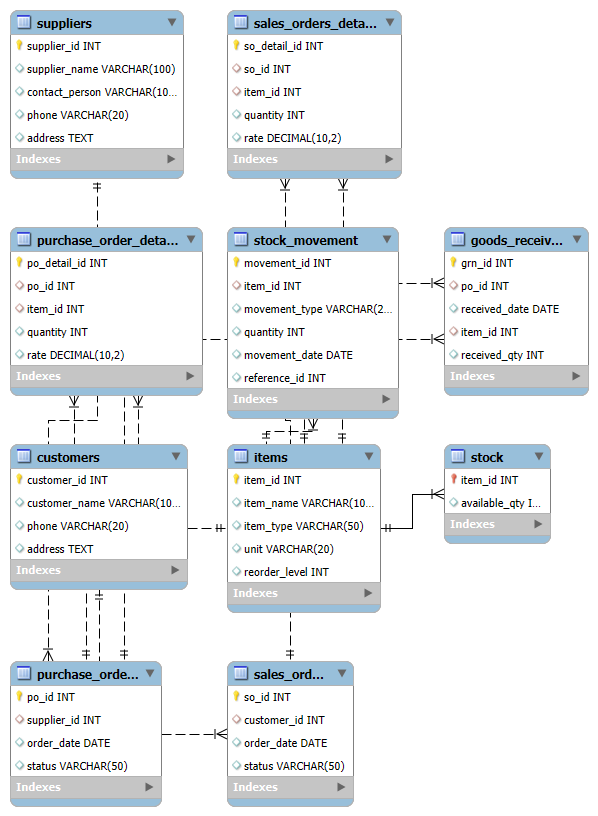 suppliers
supplier_id INT
supplier_name VARCHAR(100)
contact_person VARCHAR(10...
phone VARCHAR(20)
address TEXT
Indexes
sales_orders_deta...
so_detail_id INT
so_id INT
item_id INT
quantity INT
rate DECIMAL(10,2)
Indexes
purchase_order_deta...
po_detail_id INT
po_id INT
item_id INT
quantity INT
rate DECIMAL(10,2)
Indexes
stock_movement
movement_id INT
item_id INT
movement_type VARCHAR(2...
quantity INT
movement_date DATE
reference_id INT
Indexes
goods_receiv...
grn_id INT
po_id INT
received_date DATE
item_id INT
received_qty INT
Indexes
customers
customer_id INT
customer_name VARCHAR(10...
phone VARCHAR(20)
address TEXT
Indexes
items
item_id INT
item_name VARCHAR(10...
item_type VARCHAR(50)
unit VARCHAR(20)
reorder_level INT
Indexes
stock
item_id INT
available_qty I...
Indexes
purchase_orde...
po_id INT
supplier_id INT
order_date DATE
status VARCHAR(50)
Indexes
sales_ord...
so_id INT
customer_id INT
order_date DATE
status VARCHAR(50)
Indexes